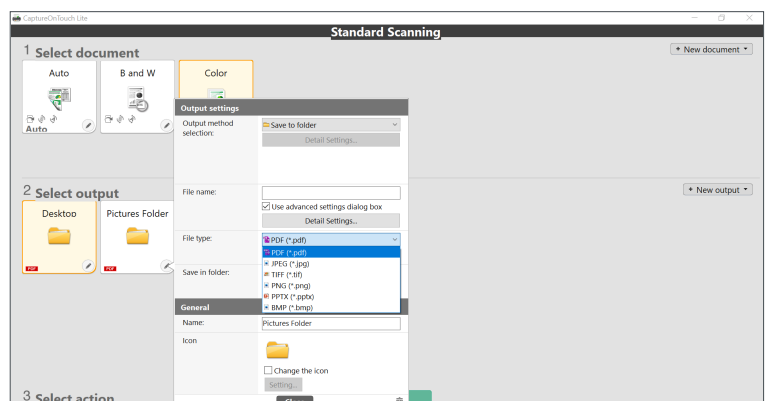 CaptureOnTouch Lite
Standard Scanning
1 Select document
+ New document
Auto
B and W
Color
Auto
Output settings
Output method selection:
Save to folder
Detail Settings...
2 Select output
+ New output
Desktop
Pictures Folder
PDF
PDF
File name:
Use advanced settings dialog box
Detail Settings...
File type:
PDF (*.pdf)
PDF (*.pdf)
JPEG (*.jpg)
TIFF (*.tif)
PNG (*.png)
PPTX (*.pptx)
BMP (*.bmp)
Save in folder:
General
Name:
Pictures Folder
Icon
Change the icon
Setting...
3 Select action